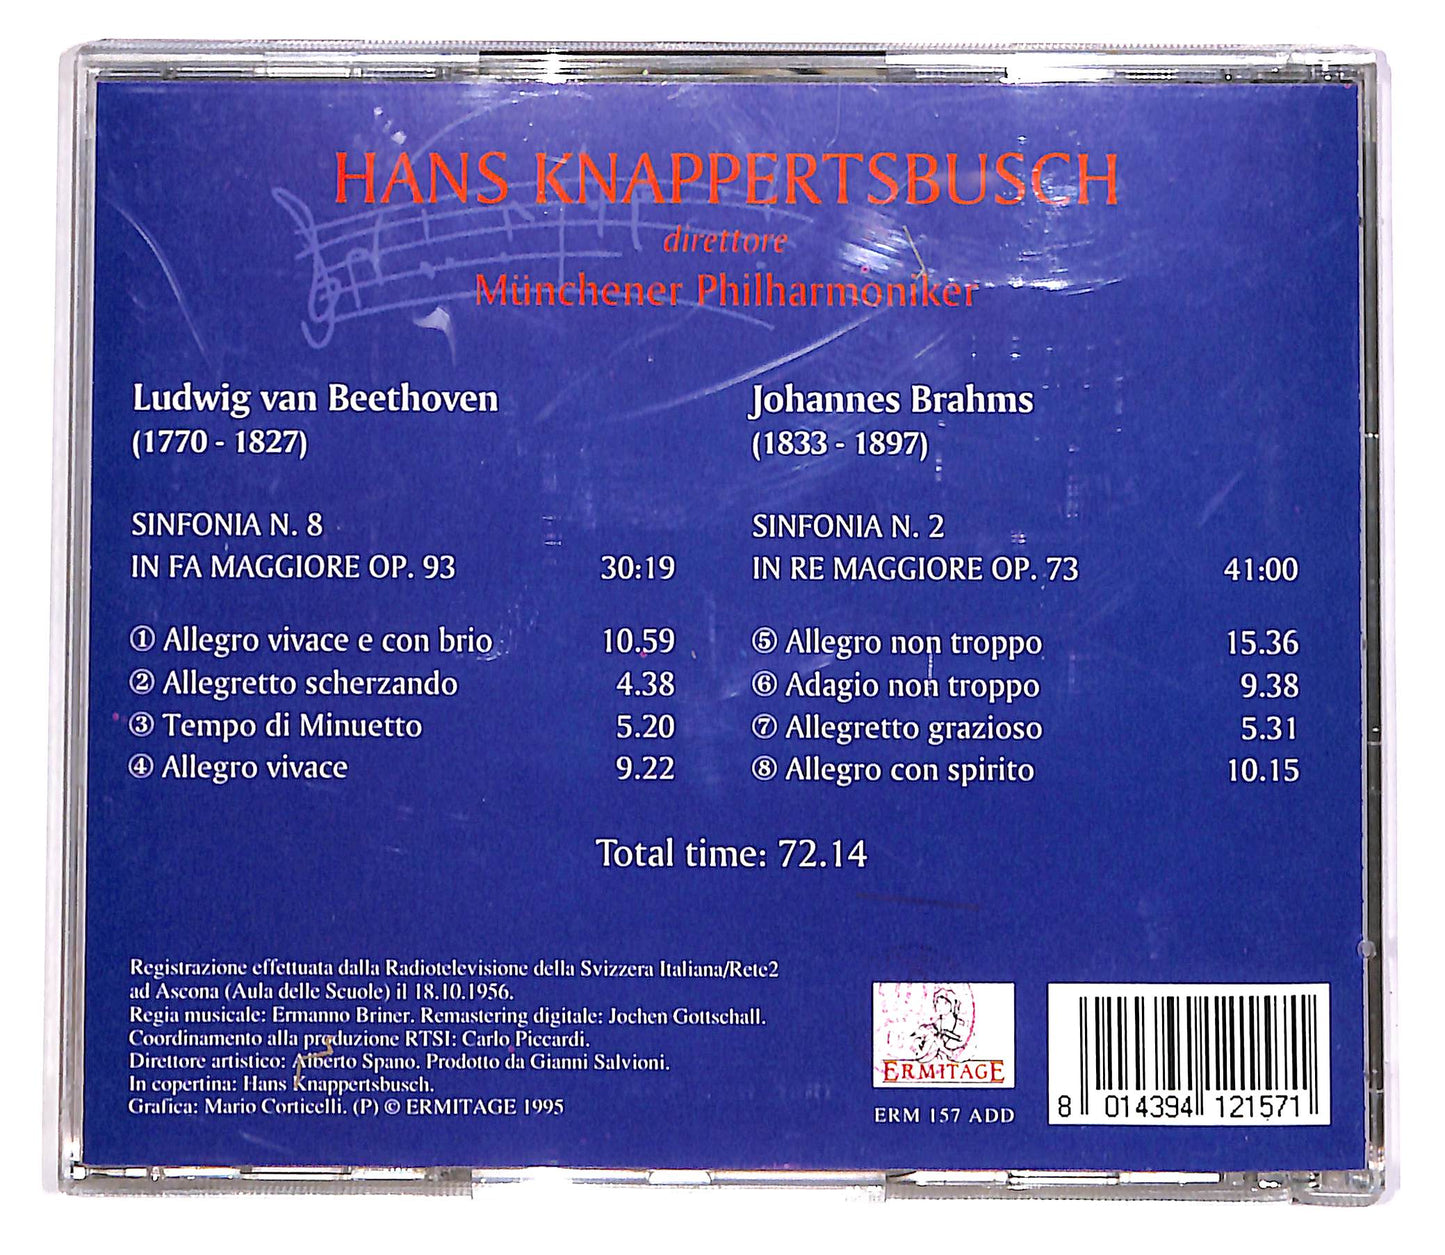 HANS KNAPPERTSBUSCH
direttore
Münchener Philharmoniker
Ludwig van Beethoven
(1770 - 1827)
SINFONIA N. 8
IN FA MAGGIORE OP. 93 30:19
① Allegro vivace e con brio 10.59
② Allegretto scherzando 4.38
③ Tempo di Minuetto 5.20
④ Allegro vivace 9.22
Johannes Brahms
(1833 - 1897)
SINFONIA N. 2
IN RE MAGGIORE OP. 73 41:00
⑤ Allegro non troppo 15.36
⑥ Adagio non troppo 9.38
⑦ Allegretto grazioso 5.31
⑧ Allegro con spirito 10.15
Total time: 72.14
Registrazione effettuata dalla Radiotelevisione della Svizzera Italiana/Rete2
ad Ascona (Aula delle Scuole) il 18.10.1956.
Regia musicale: Ermanno Briner. Remastering digitale: Jochen Gottschall.
Coordinamento alla produzione RTSI: Carlo Piccardi.
Direttore artistico: Alberto Spano. Prodotto da Gianni Salvioni.
In copertina: Hans Knappertsbusch.
Grafica: Mario Corticelli. (P) © ERMITAGE 1995
ERMITAGE
ERM 157 ADD
8 014394 121571